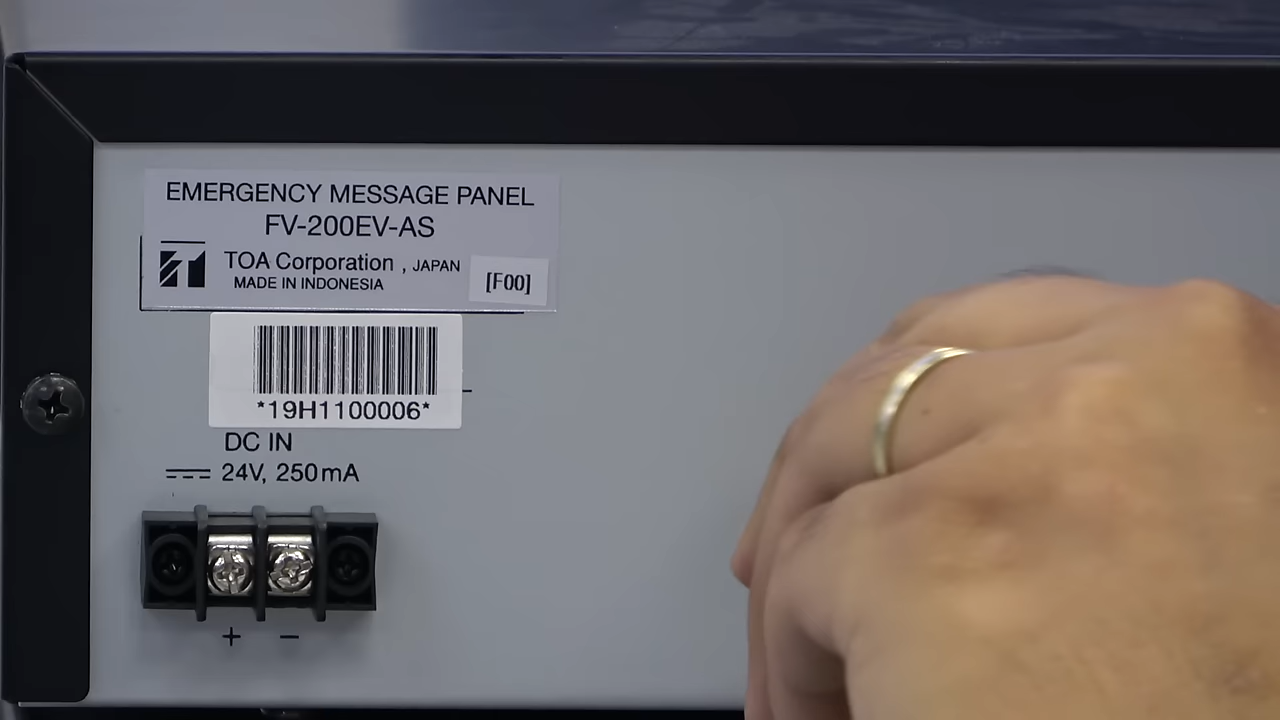 EMERGENCY MESSAGE PANEL
FV-200EV-AS
TOA Corporation , JAPAN
MADE IN INDONESIA
[F00]
*19H1100006*
DC IN
24V, 250mA
+ −